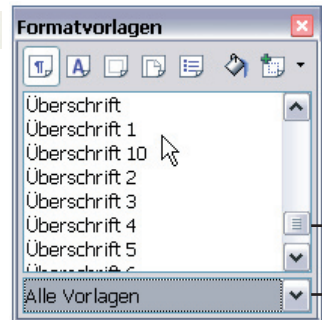 Formatvorlagen
Überschrift
Überschrift 1
Überschrift 10
Überschrift 2
Überschrift 3
Überschrift 4
Überschrift 5
Alle Vorlagen